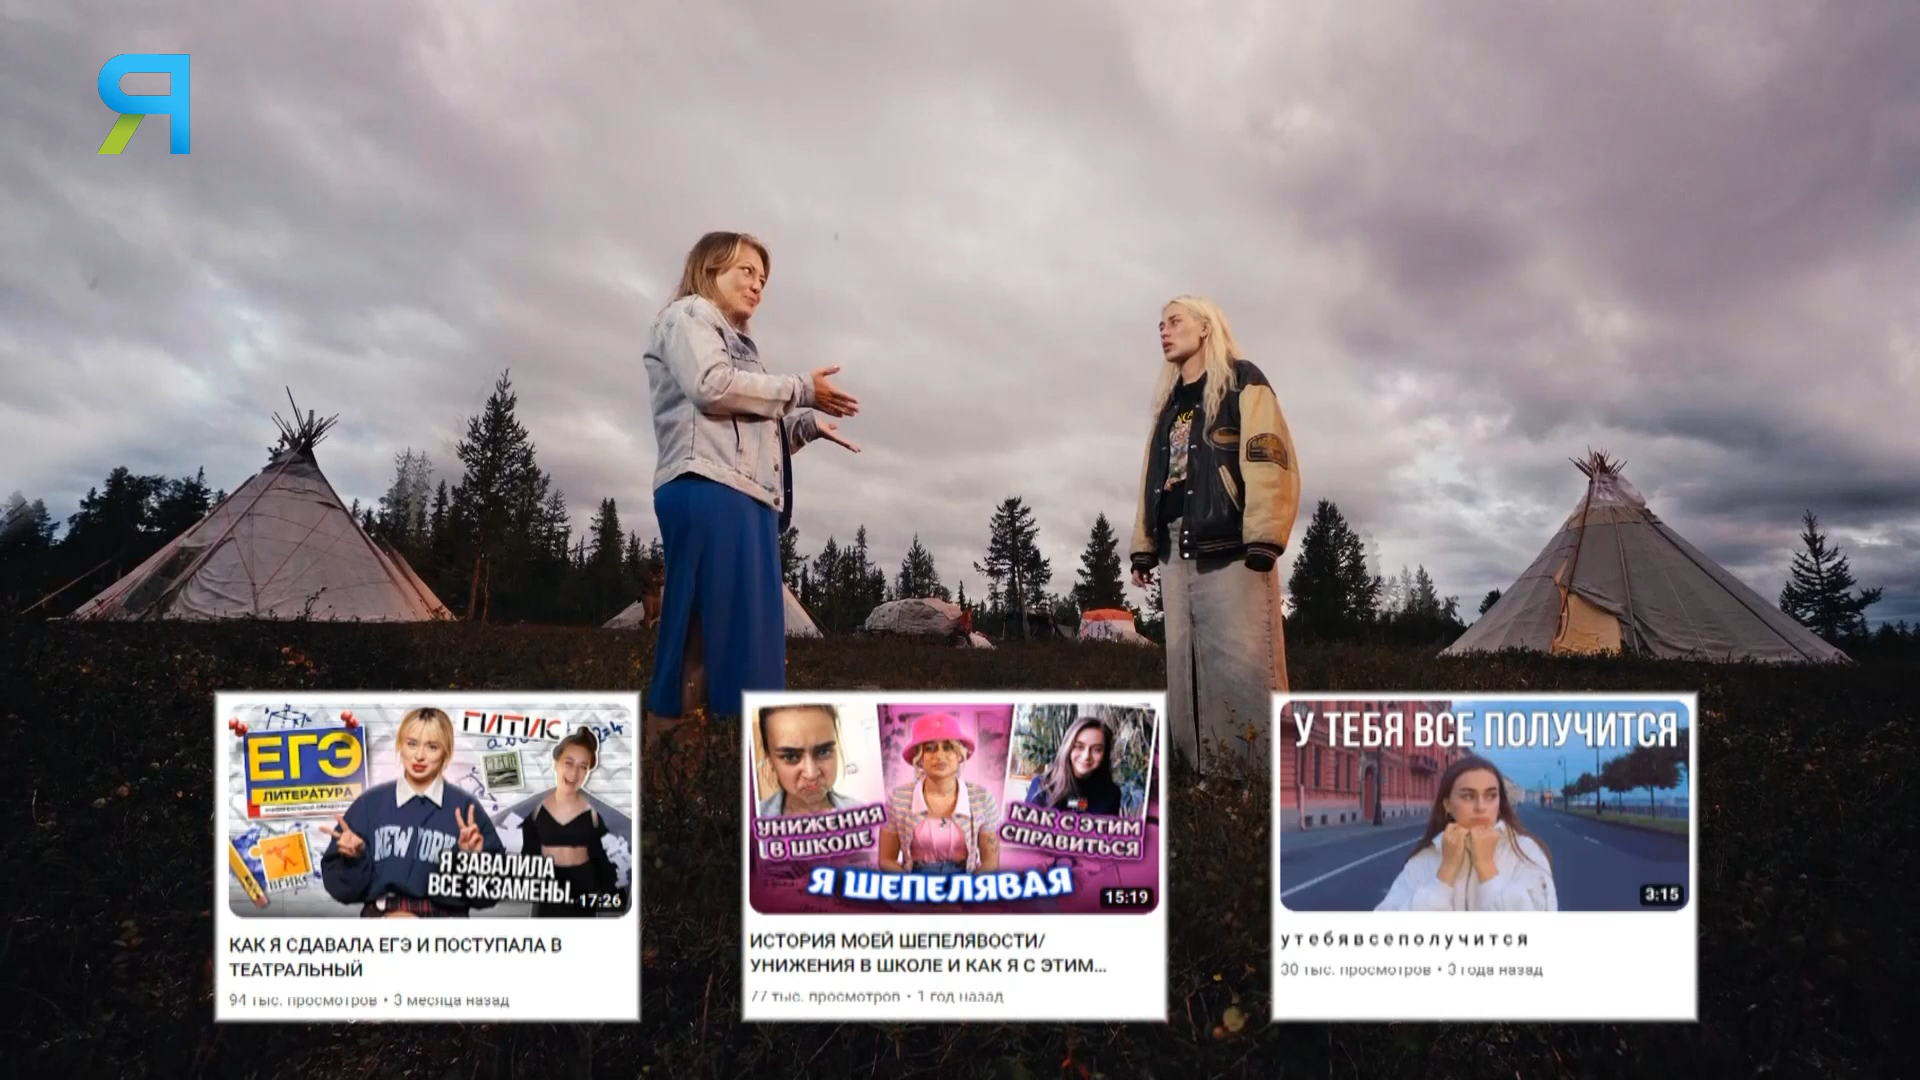 Я
ЕГЭ
ЛИТЕРАТУРА
ГИТИС
ВГИК
NEW YORK
Я ЗАВАЛИЛА
ВСЕ ЭКЗАМЕНЫ.
17:26
КАК Я СДАВАЛА ЕГЭ И ПОСТУПАЛА В
ТЕАТРАЛЬНЫЙ
94 тыс. просмотров • 3 месяца назад
УНИЖЕНИЯ
В ШКОЛЕ
КАК С ЭТИМ
СПРАВИТЬСЯ
Я ШЕПЕЛЯВАЯ
15:19
ИСТОРИЯ МОЕЙ ШЕПЕЛЯВОСТИ/
УНИЖЕНИЯ В ШКОЛЕ И КАК Я С ЭТИМ...
77 тыс. просмотров • 1 год назад
У ТЕБЯ ВСЕ ПОЛУЧИТСЯ
3:15
у т е б я в с е п о л у ч и т с я
30 тыс. просмотров • 3 года назад